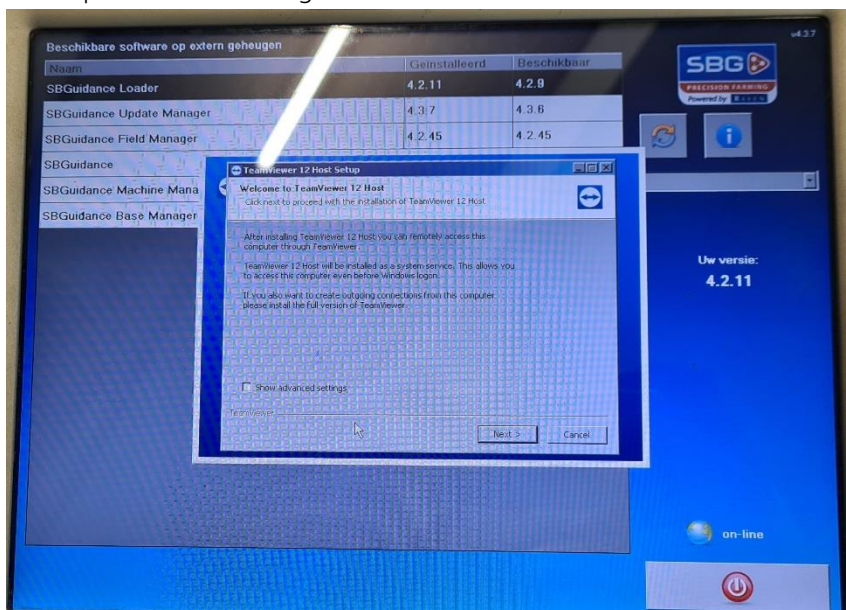 v4.3.7
Beschikbare software op extern geheugen
Naam Geinstalleerd Beschikbaar
SBGuidance Loader 4.2.11 4.2.9
SBGuidance Update Manager 4.3.7 4.3.6
SBGuidance Field Manager 4.2.45 4.2.45
SBGuidance
SBGuidance Machine Mana
SBGuidance Base Manager
SBG
PRECISION FARMING
Powered by RAVEN
TeamViewer 12 Host Setup
Welcome to TeamViewer 12 Host
Click next to proceed with the installation of TeamViewer 12 Host
After installing TeamViewer 12 Host you can remotely access this
computer through TeamViewer.
TeamViewer 12 Host will be installed as a system service. This allows you
to access this computer even before Windows logon.
If you also want to create outgoing connections from this computer
please install the full version of TeamViewer.
Show advanced settings
TeamViewer
Next > Cancel
Uw versie:
4.2.11
on-line